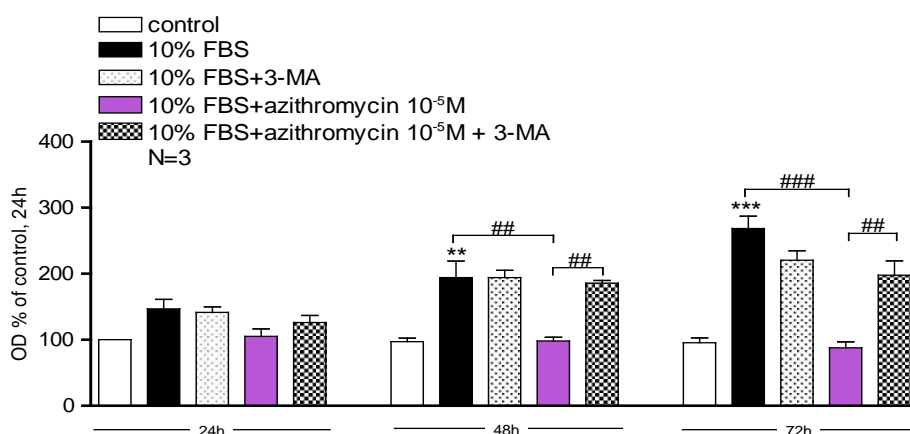 control
10% FBS
10% FBS+3-MA
10% FBS+azithromycin 10⁻⁵M
10% FBS+azithromycin 10⁻⁵M + 3-MA
N=3
OD % of control, 24h
400
300
200
100
0
**
##
##
***
###
##
24h
48h
72h